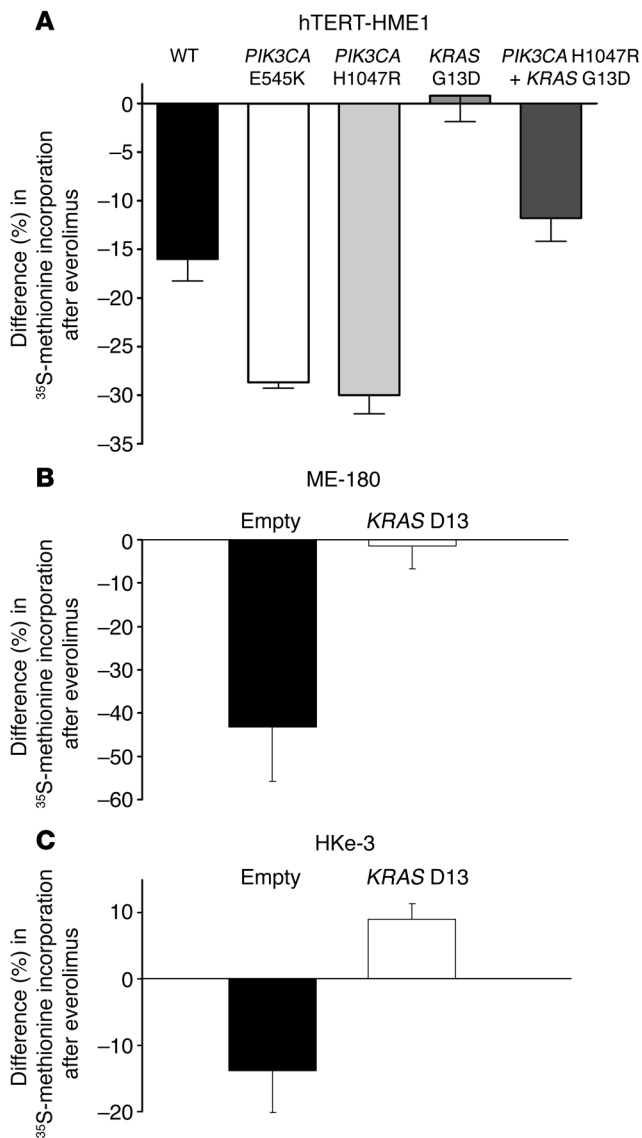 A
hTERT-HME1
WT
PIK3CA
E545K
PIK3CA
H1047R
KRAS
G13D
PIK3CA H1047R
+ KRAS G13D
Difference (%) in
³⁵S-methionine incorporation
after everolimus
0
–5
–10
–15
–20
–25
–30
–35
B
ME-180
Empty
KRAS D13
Difference (%) in
³⁵S-methionine incorporation
after everolimus
0
–10
–20
–30
–40
–50
–60
C
HKe-3
Empty
KRAS D13
Difference (%) in
³⁵S-methionine incorporation
after everolimus
10
0
–10
–20